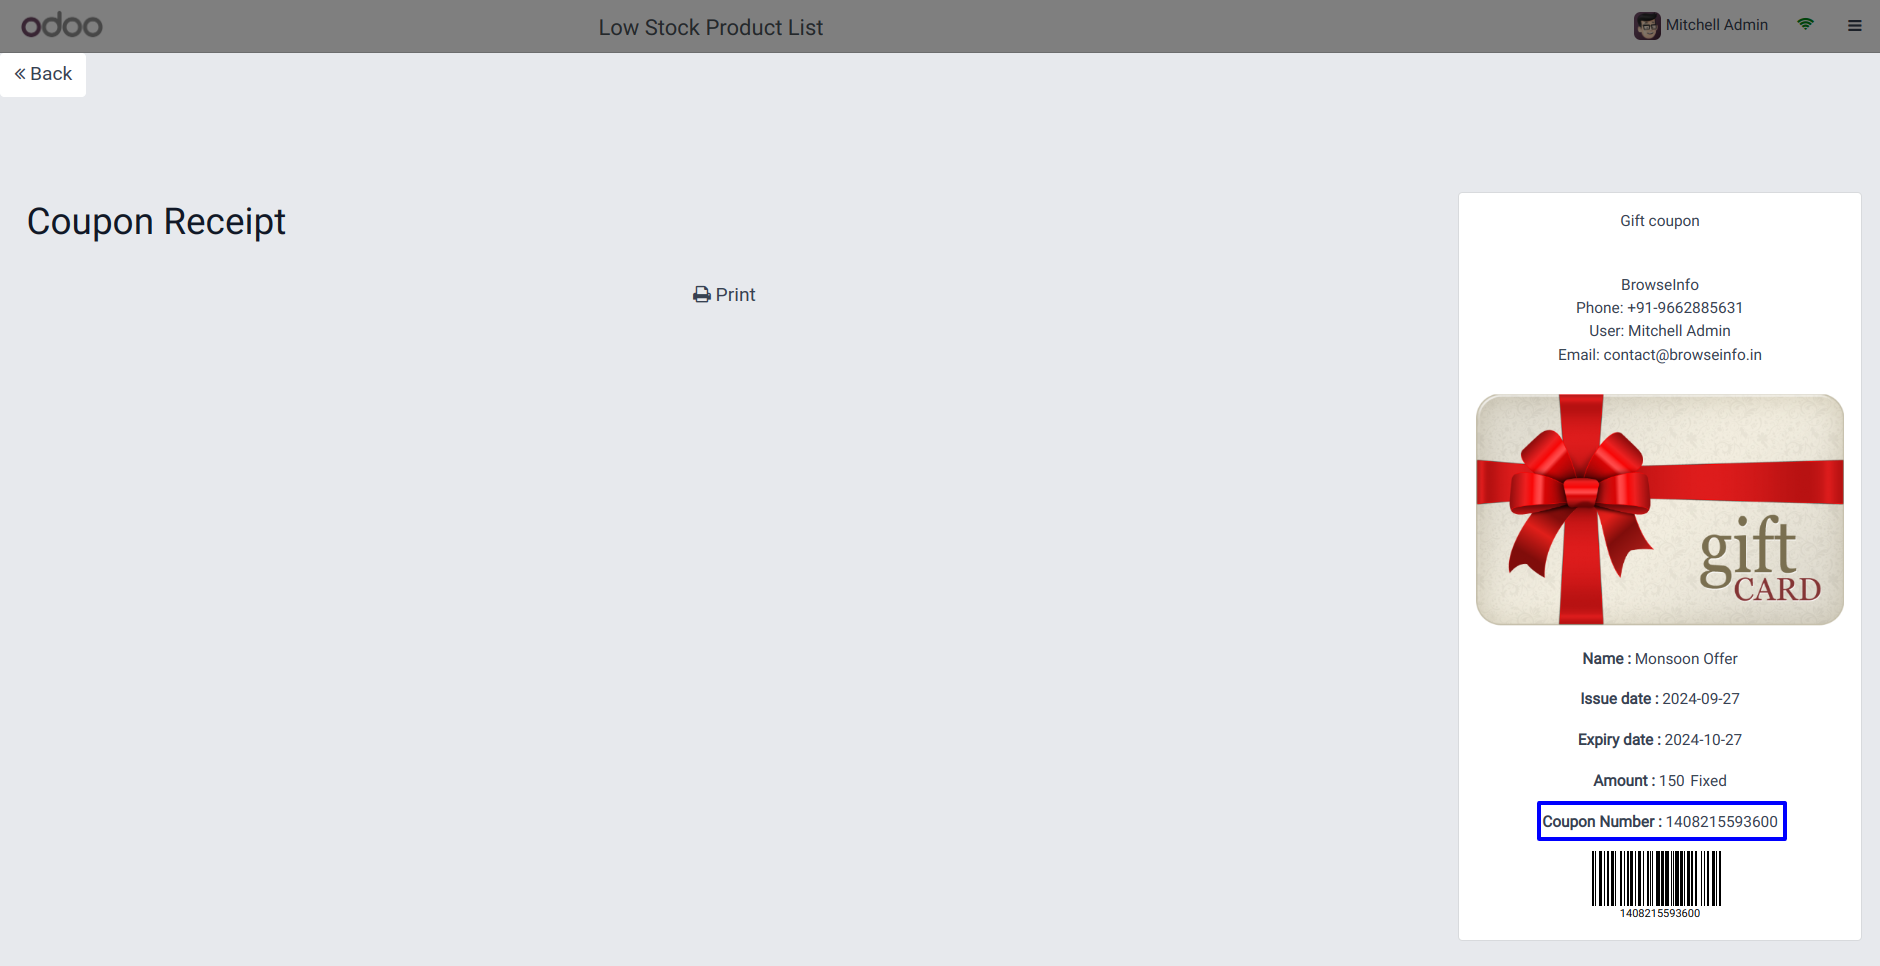 odoo
Low Stock Product List
Mitchell Admin
« Back
Coupon Receipt
Print
Gift coupon
BrowseInfo
Phone: +91-9662885631
User: Mitchell Admin
Email: contact@browseinfo.in
gift
CARD
Name : Monsoon Offer
Issue date : 2024-09-27
Expiry date : 2024-10-27
Amount : 150 Fixed
Coupon Number : 1408215593600
1408215593600